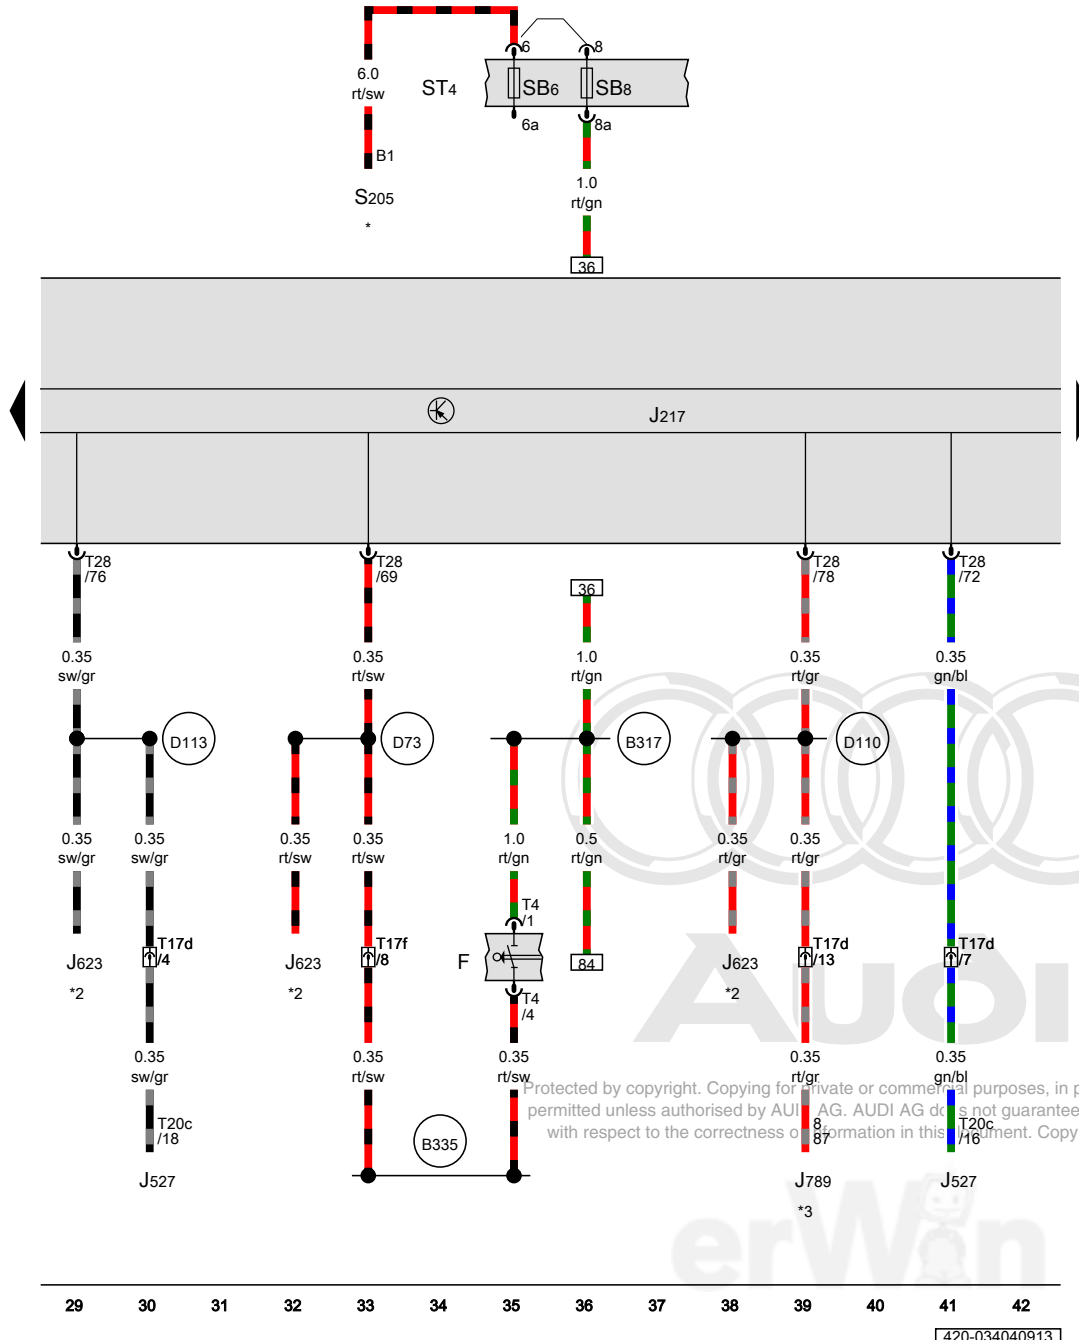 6 8
6.0
rt/sw
ST4 SB6 SB8
6a 8a
B1
S205
*
1.0
rt/gn
36
J217
T28
/76
T28
/69
T28
/78
T28
/72
36
0.35
sw/gr
0.35
rt/sw
1.0
rt/gn
0.35
rt/gr
0.35
gn/bl
D113 D73 B317 D110
0.35
sw/gr
0.35
sw/gr
0.35
rt/sw
0.35
rt/sw
1.0
rt/gn
0.5
rt/gn
0.35
rt/gr
0.35
rt/gr
T4
/1
J623
*2
T17d
/4
J623
*2
T17f
/8
F
84
J623
*2
T17d
/13
T17d
/7
T4
/4
AUDI
0.35
sw/gr
0.35
rt/sw
0.35
rt/sw
0.35
rt/gr
0.35
gn/bl
Protected by copyright. Copying for private or commercial purposes, in p
permitted unless authorised by AUDI AG. AUDI AG does not guarantee
with respect to the correctness of information in this document. Copy
T20c
/18
B335
8
87
T20c
/16
J527
J789
*3
J527
erWin
29 30 31 32 33 34 35 36 37 38 39 40 41 42
420-034040913